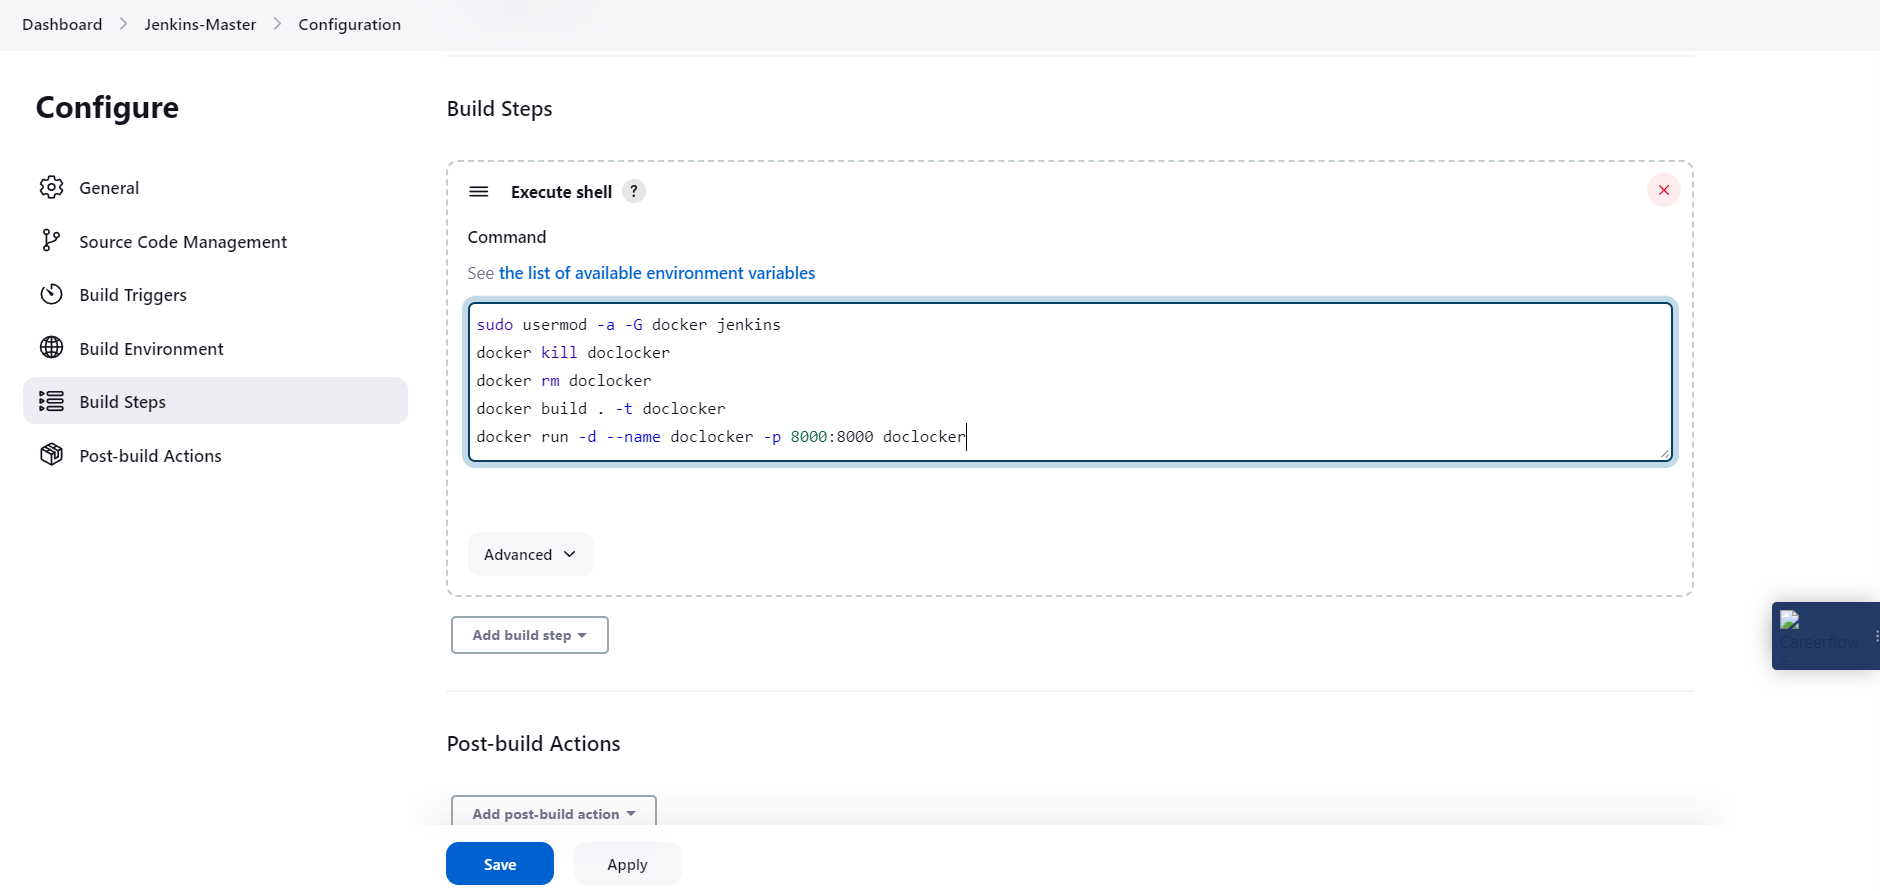 Dashboard > Jenkins-Master > Configuration
Configure
General
Source Code Management
Build Triggers
Build Environment
Build Steps
Post-build Actions
Build Steps
Execute shell ?
Command
See the list of available environment variables
sudo usermod -a -G docker jenkins
docker kill doclocker
docker rm doclocker
docker build . -t doclocker
docker run -d --name doclocker -p 8000:8000 doclocker
Advanced
Add build step
Post-build Actions
Add post-build action
Save
Apply
Careerflow